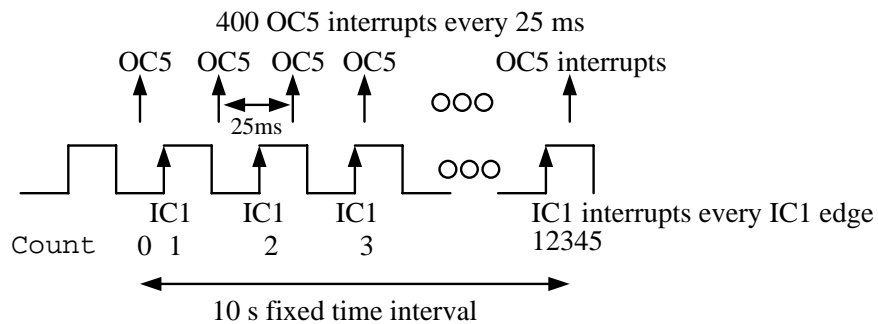 400 OC5 interrupts every 25 ms
OC5 OC5 OC5 OC5 OC5 interrupts
25ms
IC1 IC1 IC1 IC1 interrupts every IC1 edge
Count 0 1 2 3 12345
10 s fixed time interval